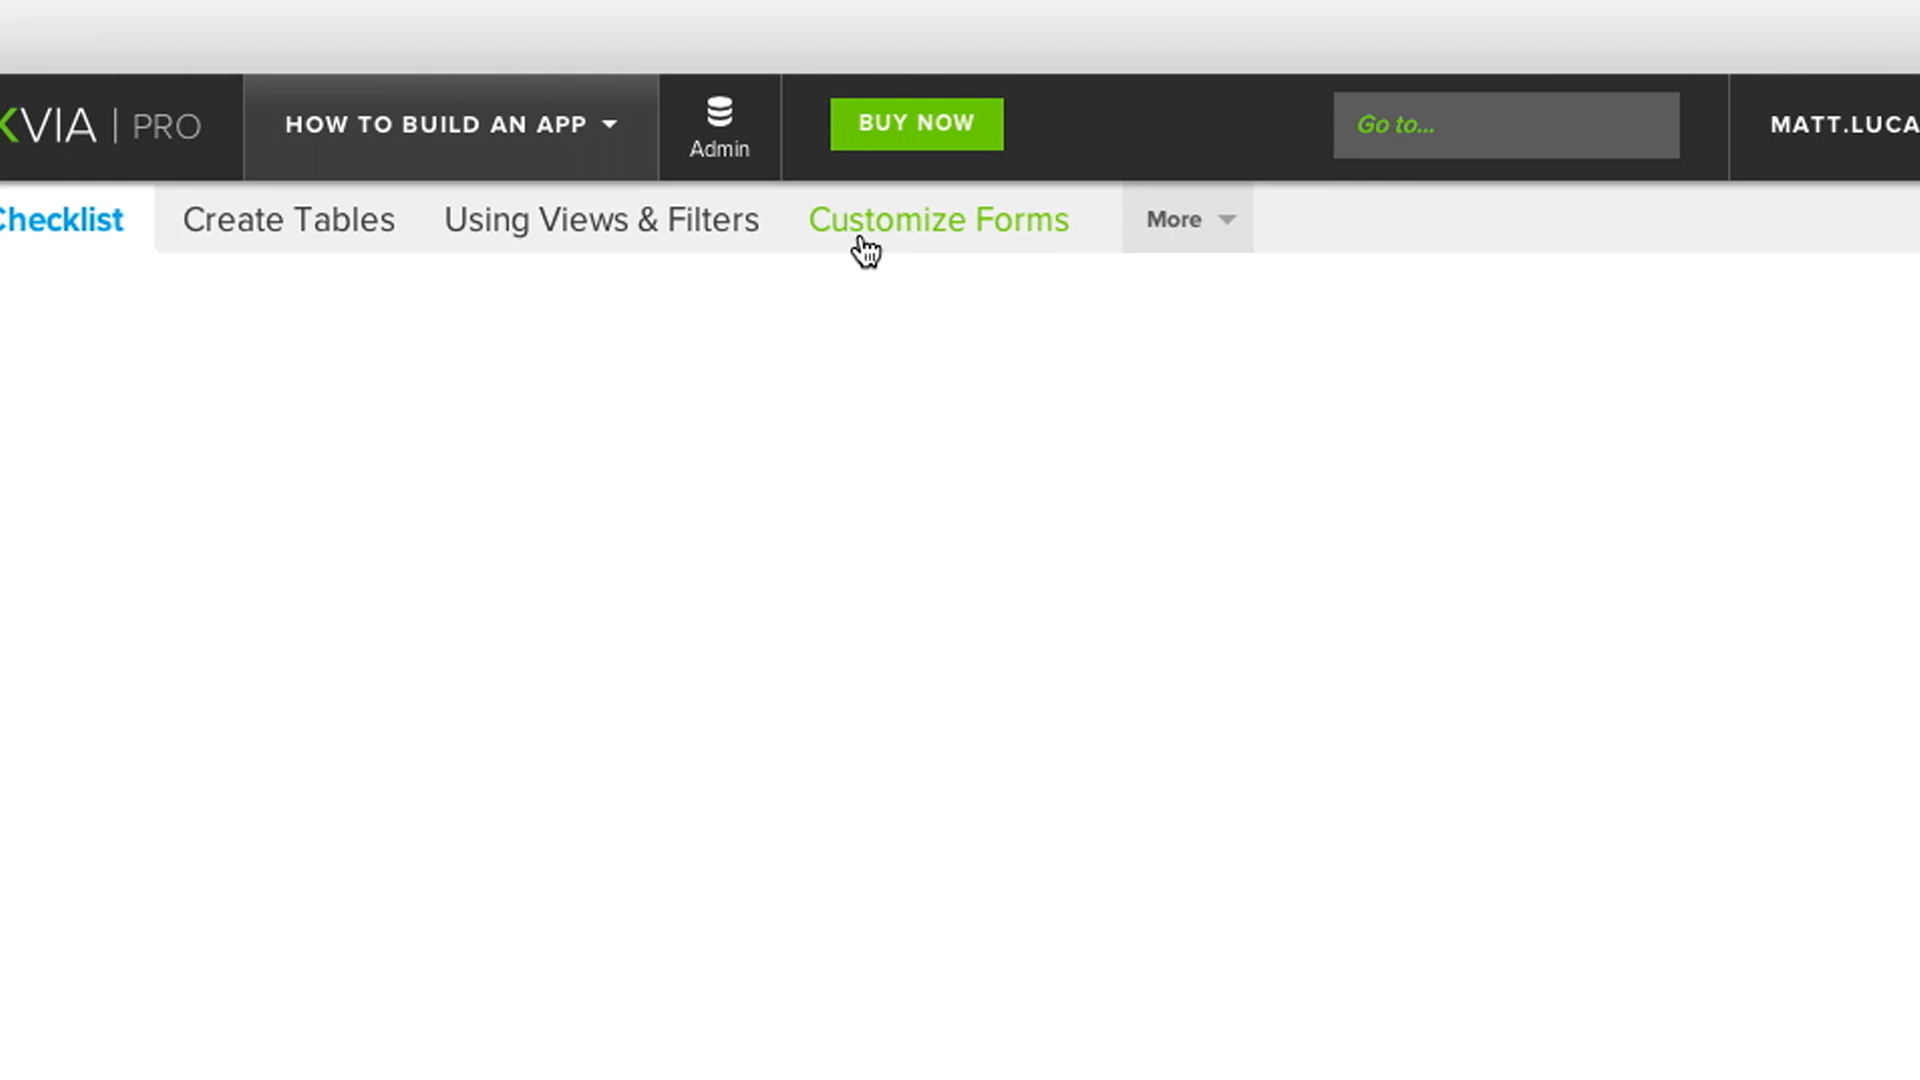 KVIA | PRO
HOW TO BUILD AN APP
Admin
BUY NOW
Go to...
MATT.LUCA
Checklist
Create Tables
Using Views & Filters
Customize Forms
More